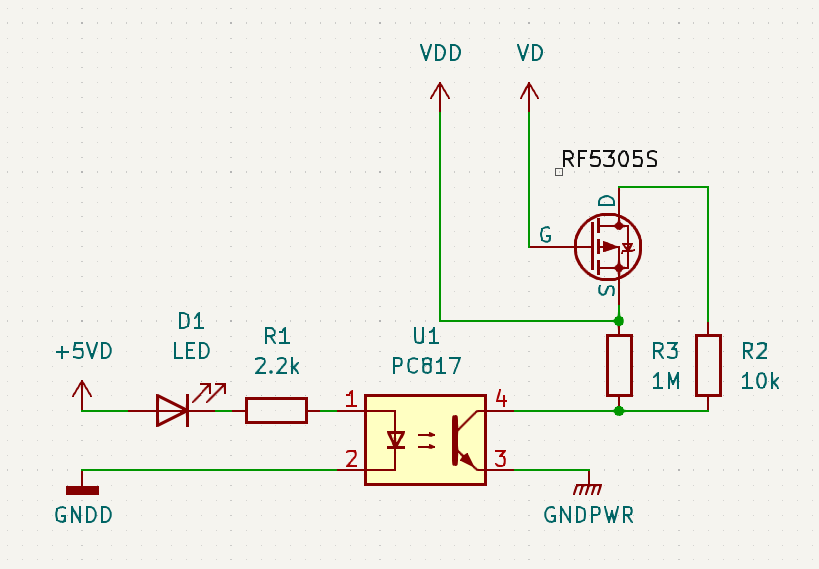 VDD
VD
RF5305S
D
G
S
D1
LED
R1
2.2k
U1
PC817
+5VD
R3
1M
R2
10k
1
4
2
3
GNDD
GNDPWR